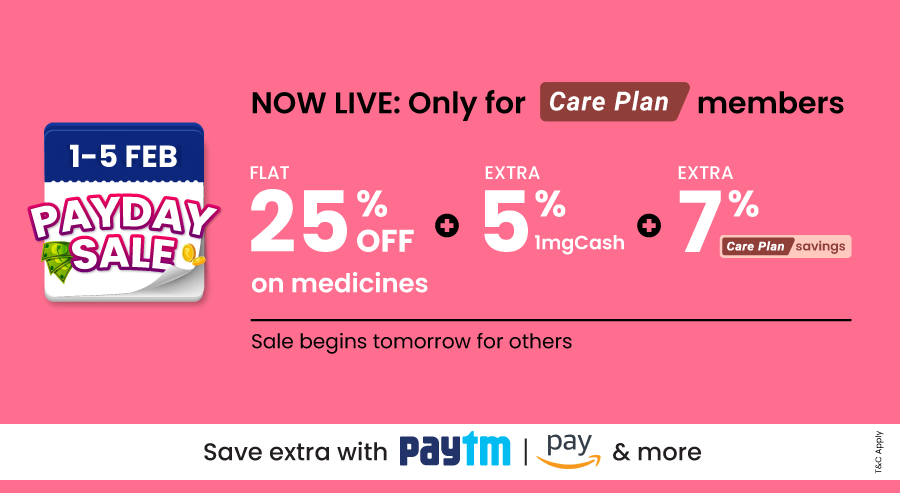 NOW LIVE: Only for Care Plan members
1-5 FEB
PAYDAY
SALE
FLAT
25% OFF
on medicines
+
EXTRA
5% 1mgCash
+
EXTRA
7% Care Plan savings
Sale begins tomorrow for others
Save extra with paytm | pay & more
T&C Apply